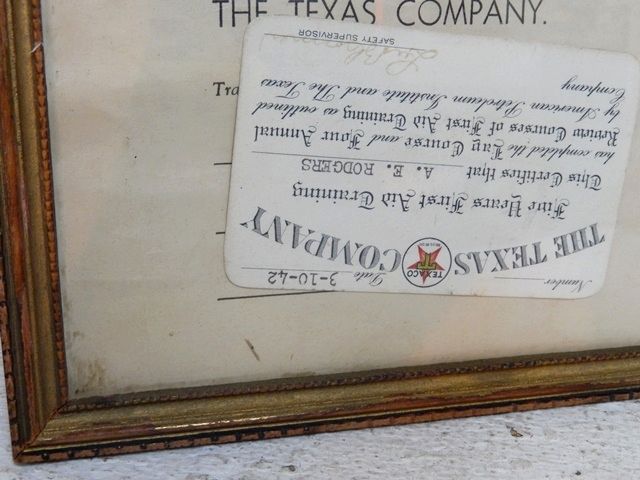 THE TEXAS COMPANY.
Tra
Number
Date 3-10-42
THE TEXAS COMPANY
TEXACO
T
Five Years First Aid Training
This Certifies that A. E. RODGERS
has completed the Lay Course and Four Annual
Review Courses of First Aid Training as outlined
by American Petroleum Institute and The Texas
Company
SAFETY SUPERVISOR